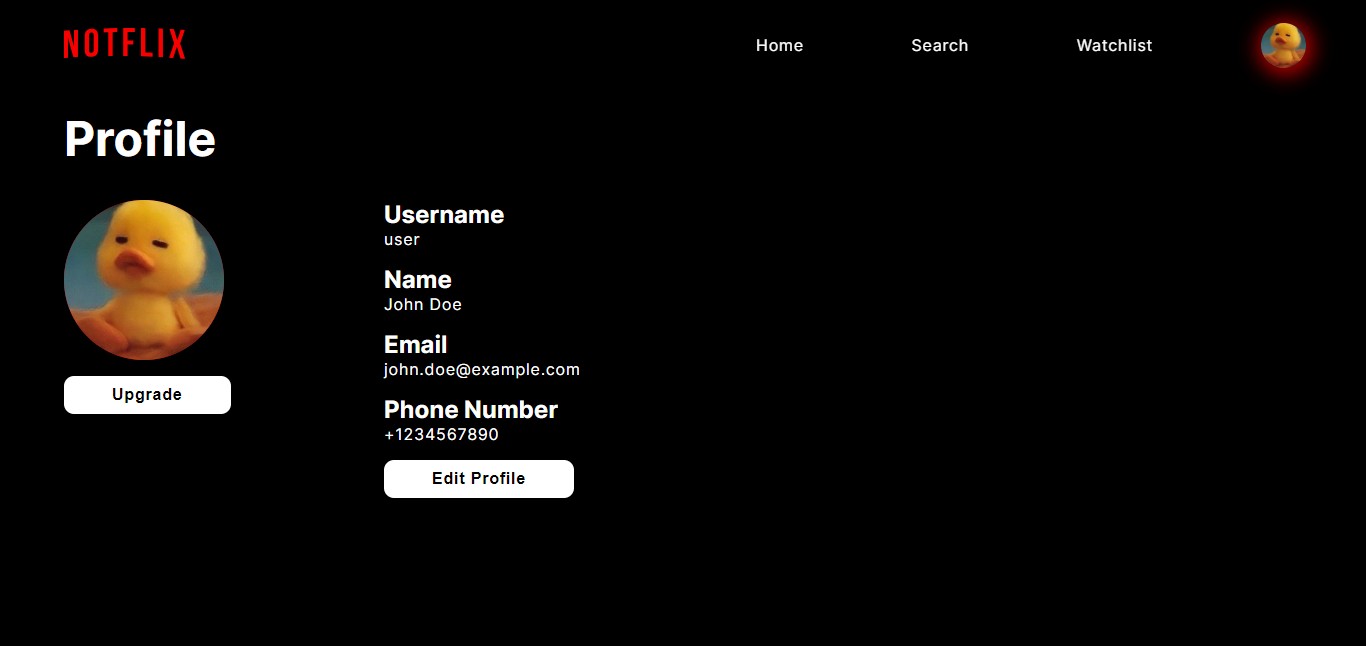 NOTFLIX
Home
Search
Watchlist
Profile
Username
user
Name
John Doe
Email
john.doe@example.com
Phone Number
+1234567890
Upgrade
Edit Profile